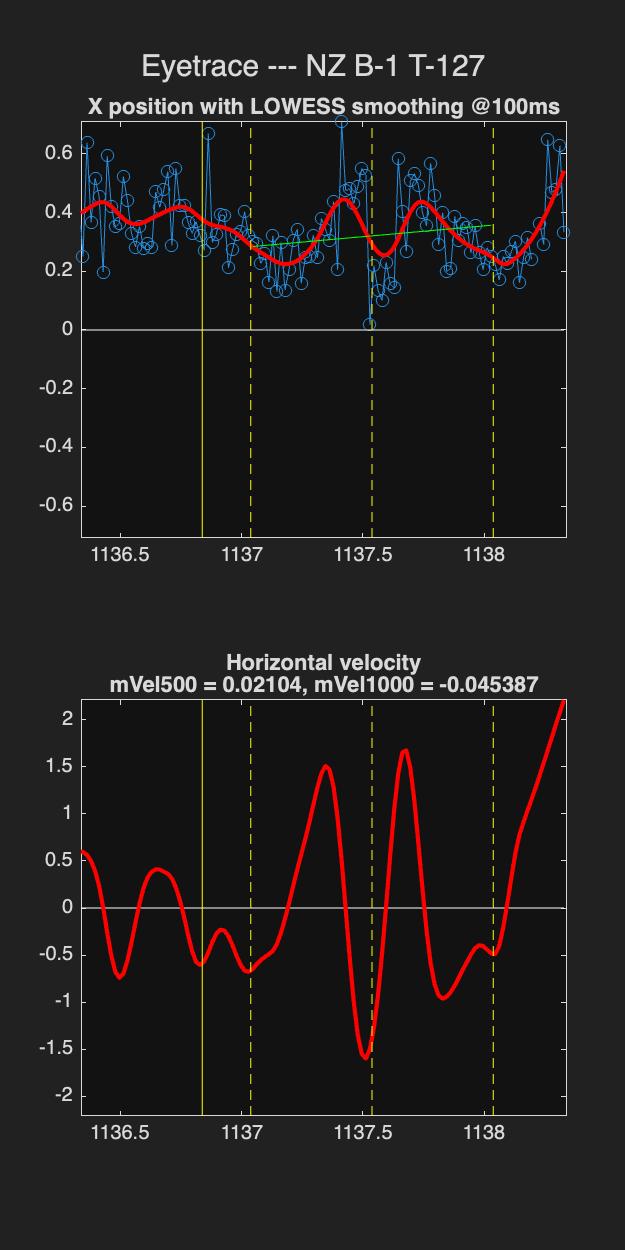 Eyetrace --- NZ B-1 T-127
X position with LOWESS smoothing @100ms
0.6
0.4
0.2
0
-0.2
-0.4
-0.6
1136.5 1137 1137.5 1138
Horizontal velocity
mVel500 = 0.02104, mVel1000 = -0.045387
2
1.5
1
0.5
0
-0.5
-1
-1.5
-2
1136.5 1137 1137.5 1138